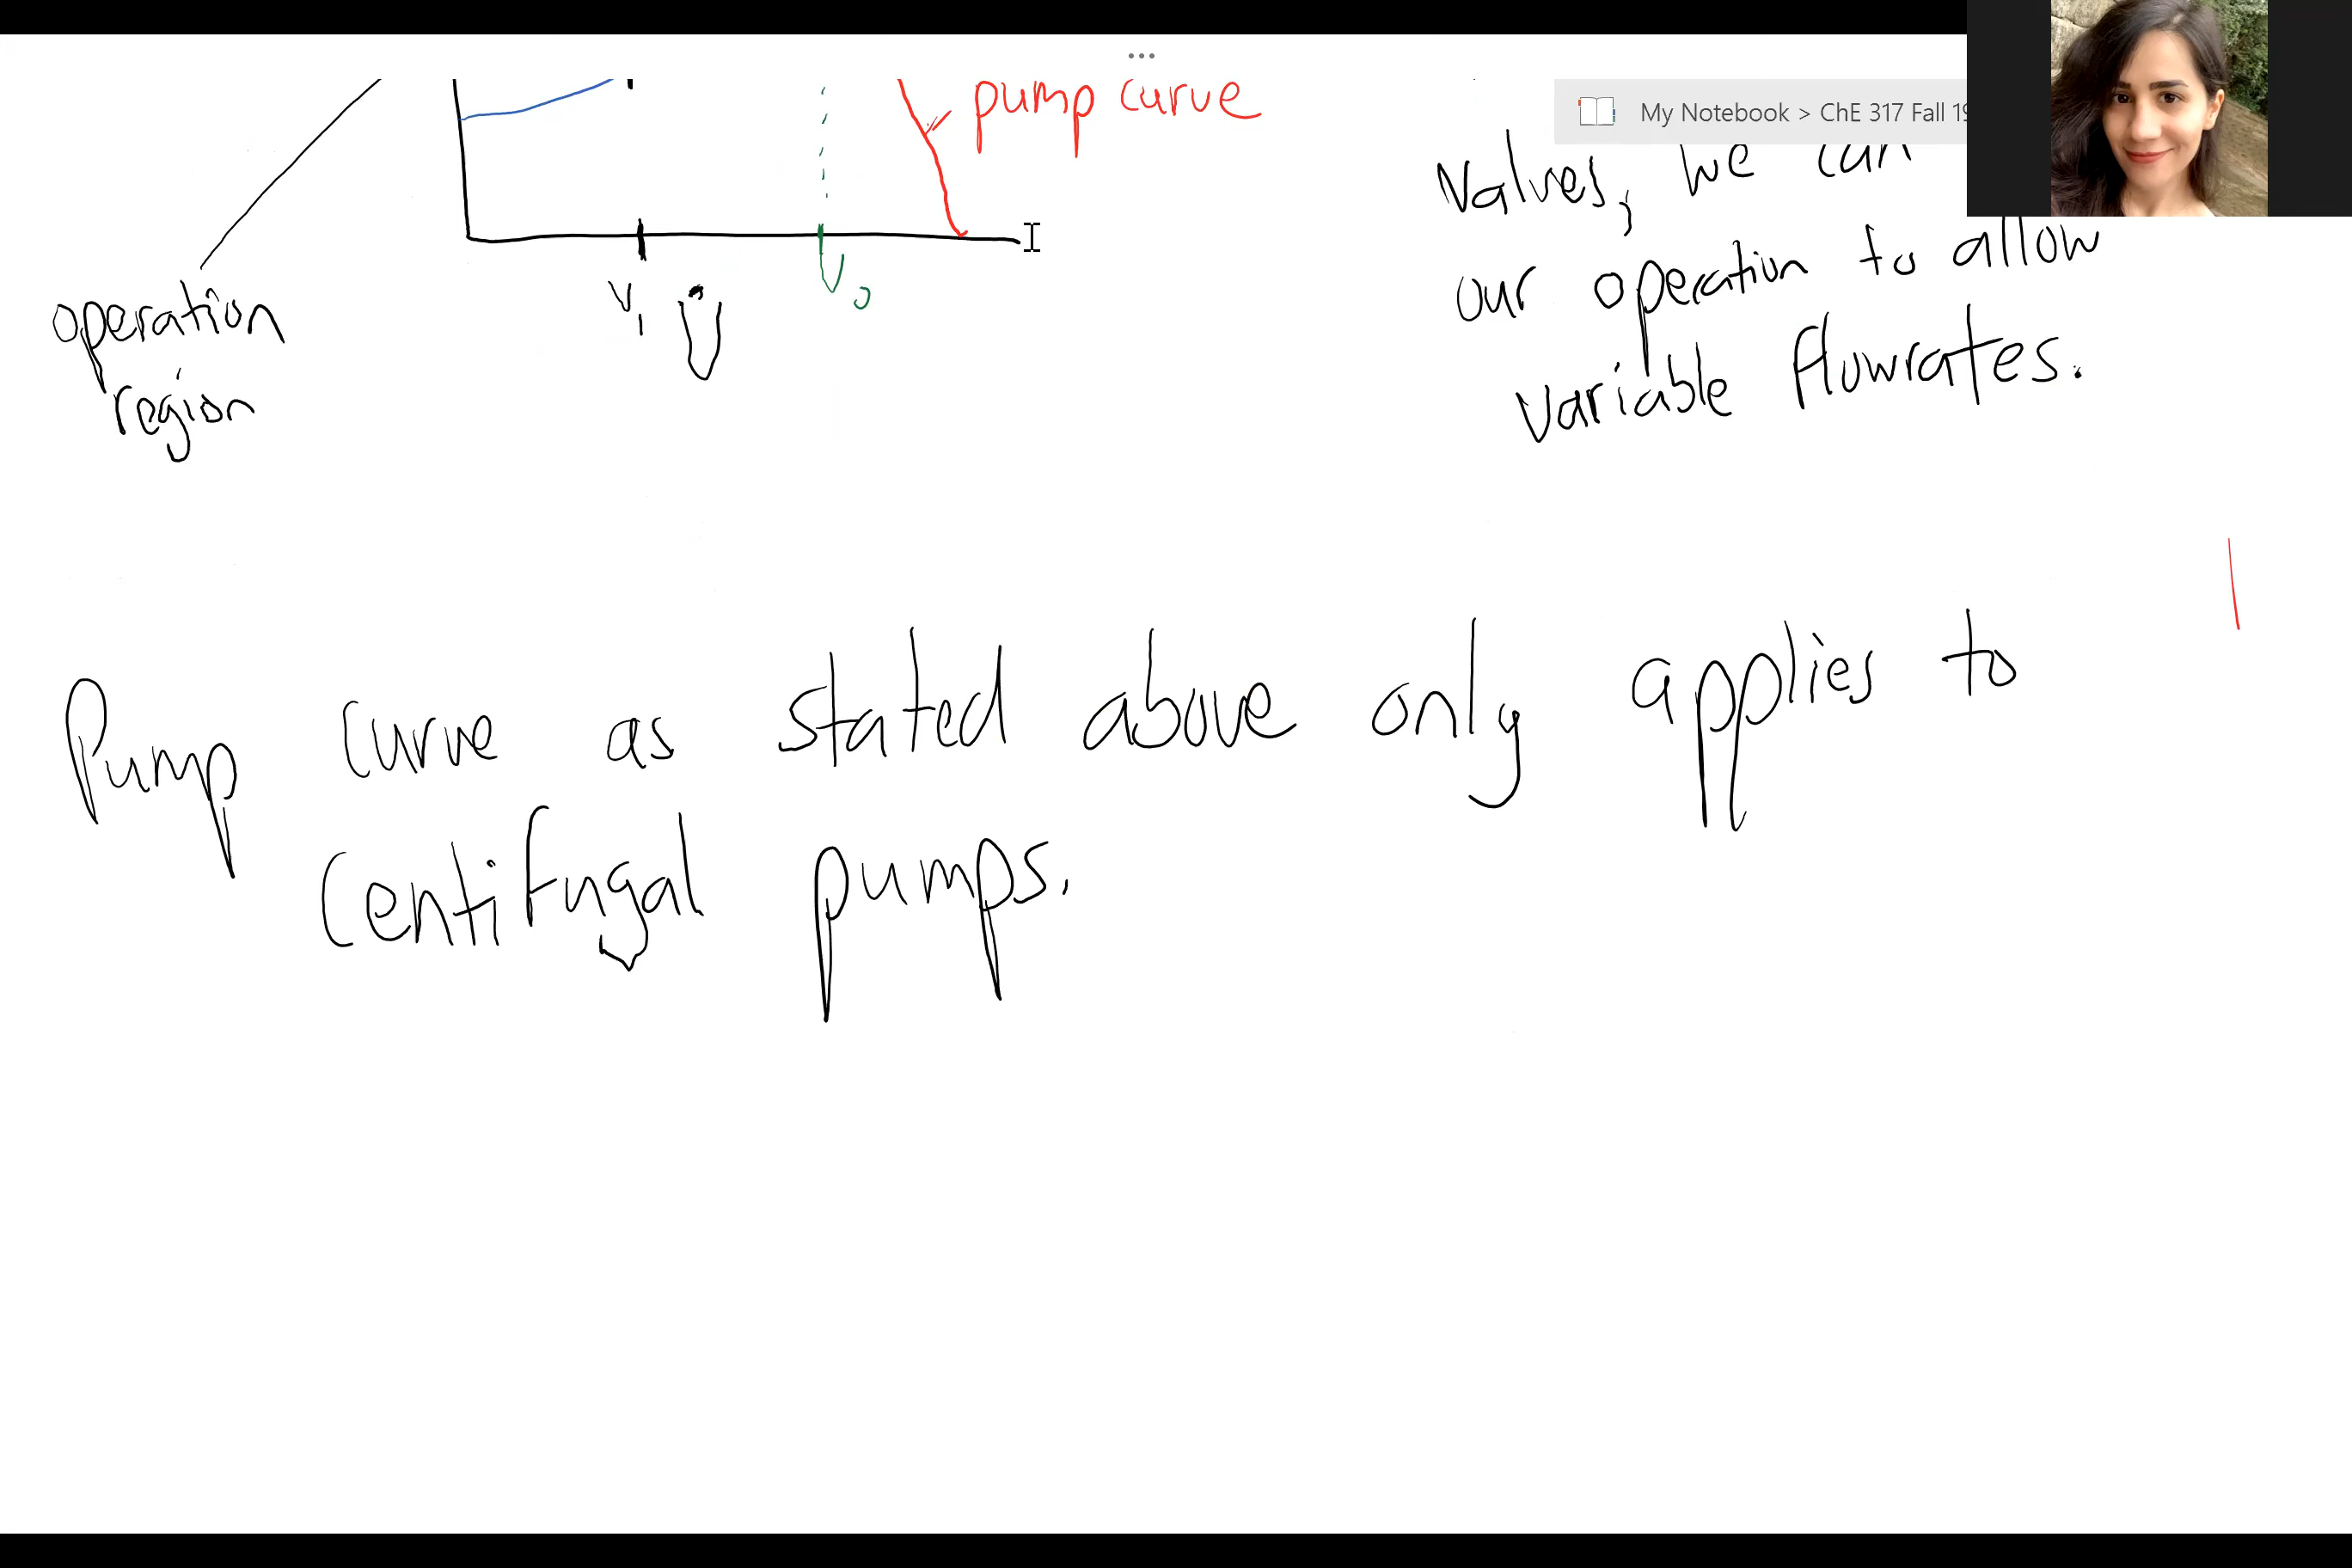 pump curve
My Notebook > ChE 317 Fall 19
Valves, we can
our operation to allow
variable flowrates.
V₁ V̇ V₀
operation
region
Pump curve as stated above only applies to
Centifugal pumps.